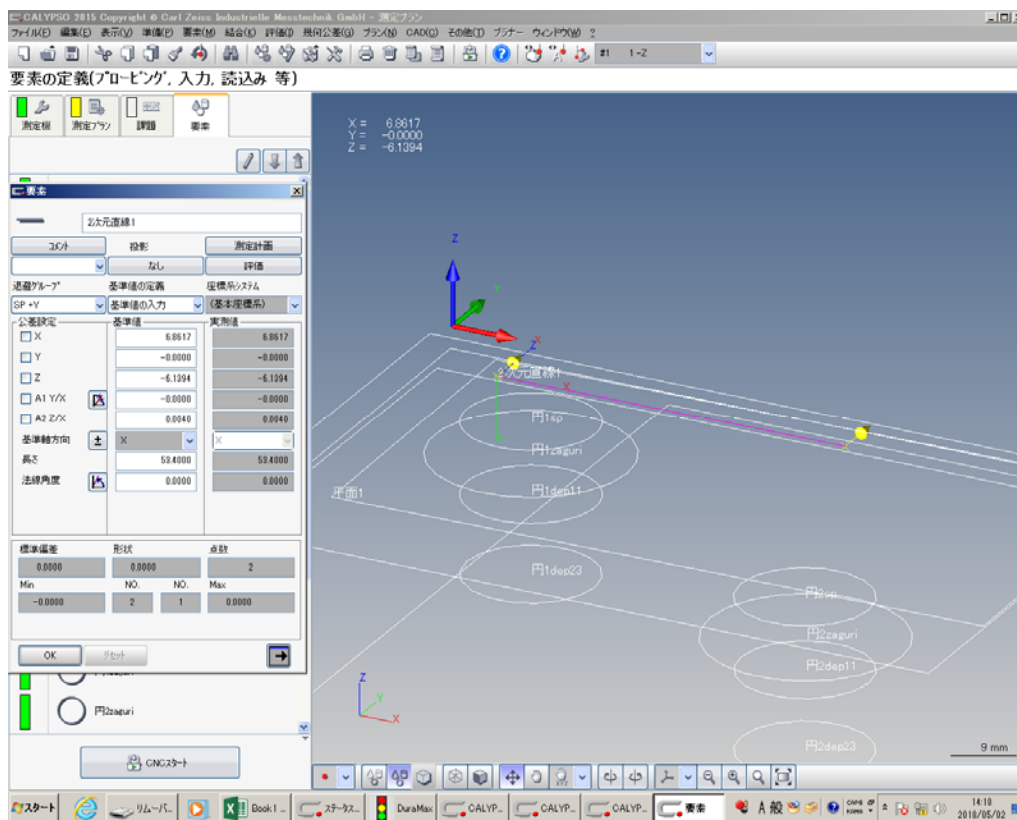 CALYPSO 2015 Copyright © Carl Zeiss Industrielle Messtechnik GmbH - 測定プラン
ファイル(F) 編集(E) 表示(V) 準備(P) 要素(M) 結合(K) 評価(I) 幾何公差(G) プラン(N) CAD(C) その他(T) プラナー ウィンドウ(W) ?
#1 1-Z
要素の定義(プロービング, 入力, 読込み 等)
測定機 測定プラン 課題 要素
X = 6.8617
Y = -0.0000
Z = -6.1394
要素
2次元直線1
コメント 投影 測定計画
なし 評価
退避グループ 基準値の定義 座標系システム
SP +Y 基準値の入力 (基本座標系)
公差設定 基準値 実測値
X 6.8617 6.8617
Y -0.0000 -0.0000
Z -6.1394 -6.1394
A1 Y/X -0.0000 -0.0000
A2 Z/X 0.0040 0.0040
基準軸方向 ± X X
長さ 53.4000 53.4000
法線角度 0.0000 0.0000
標準偏差 形状 点数
0.0000 0.0000 2
Min NO. NO. Max
-0.0000 2 1 0.0000
OK リセット
円2zaguri
CNCスタート
Z
Y
X
Z
X
2次元直線1
円1sp
円1zaguri
円1dep11
平面1
円1dep23
円2sp
円2zaguri
円2dep11
円2dep23
Z
Y
X
9 mm
スタート リムーバ... Book1 - ステータス... DuraMax CALYP... CALYP... CALYP... 要素 A 般 CAPS KANA 14:10
2018/05/02